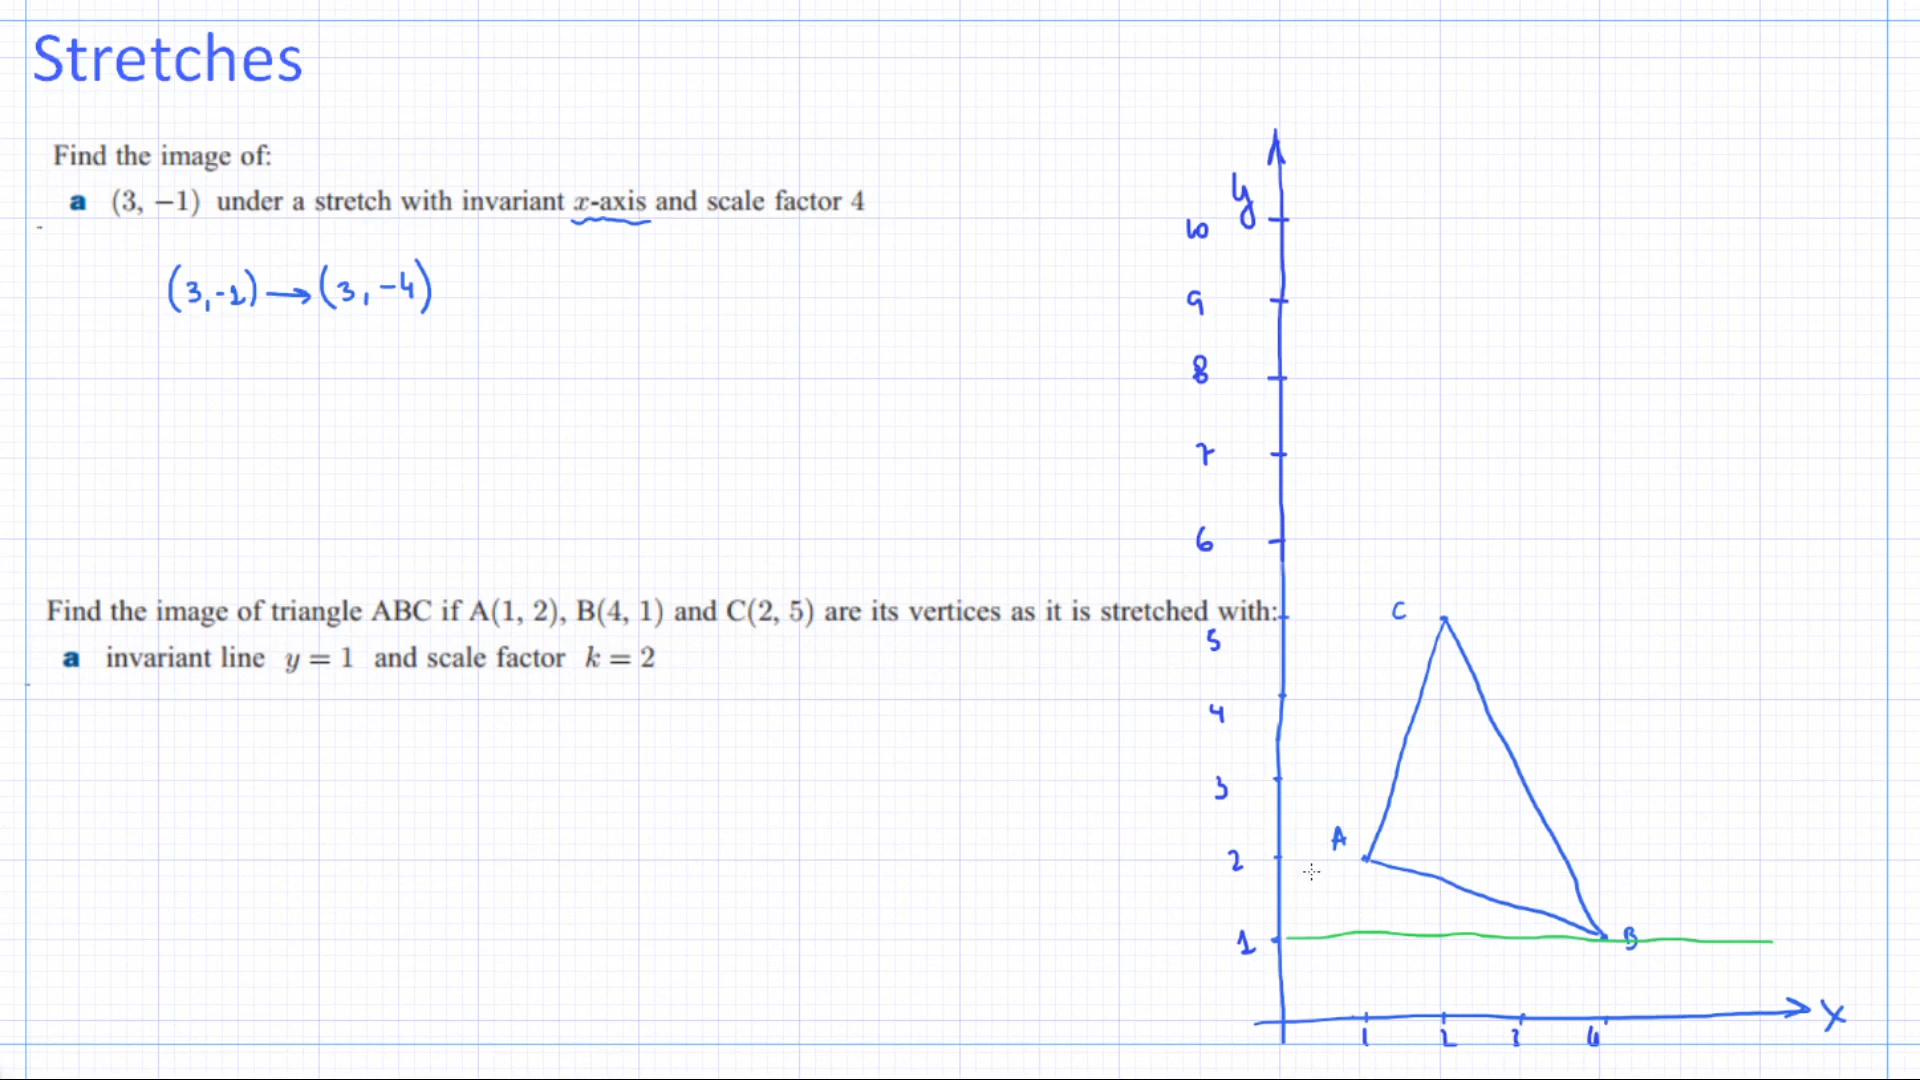 Stretches
Find the image of:
a (3, −1) under a stretch with invariant x-axis and scale factor 4
(3,-1) → (3, -4)
Find the image of triangle ABC if A(1, 2), B(4, 1) and C(2, 5) are its vertices as it is stretched with:
a invariant line y = 1 and scale factor k = 2
y
10
9
8
7
6
5
4
3
2
1
C
A
B
1 2 3 4
X